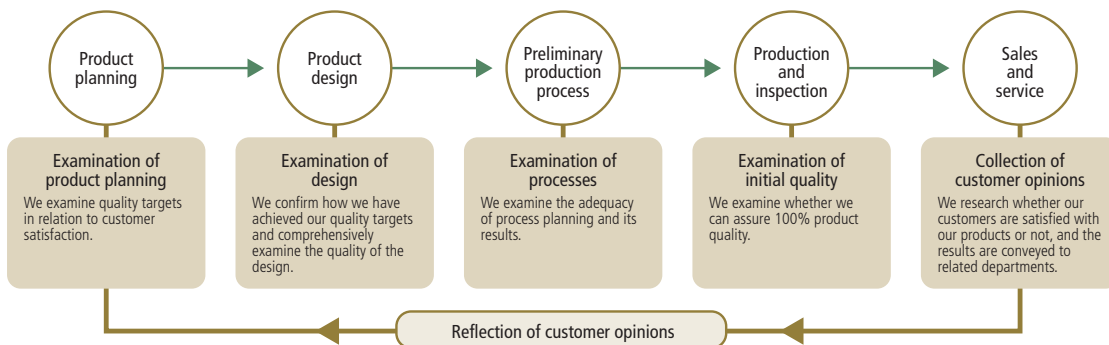 Product
planning
Product
design
Preliminary
production
process
Production
and
inspection
Sales
and
service
Examination of
product planning
We examine quality targets
in relation to customer
satisfaction.
Examination of
design
We confirm how we have
achieved our quality targets
and comprehensively
examine the quality of the
design.
Examination of
processes
We examine the adequacy
of process planning and its
results.
Examination of
initial quality
We examine whether we
can assure 100% product
quality.
Collection of
customer opinions
We research whether our
customers are satisfied with
our products or not, and the
results are conveyed to
related departments.
Reflection of customer opinions